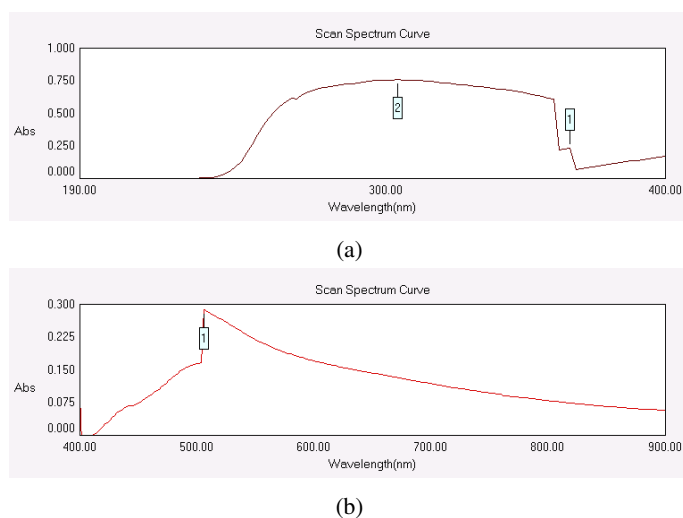 Scan Spectrum Curve
1.000
0.750
0.500
Abs
0.250
0.000
2
1
190.00 300.00 400.00
Wavelength(nm)
(a)
Scan Spectrum Curve
0.300
0.225
0.150
Abs
0.075
0.000
1
400.00 500.00 600.00 700.00 800.00 900.00
Wavelength(nm)
(b)